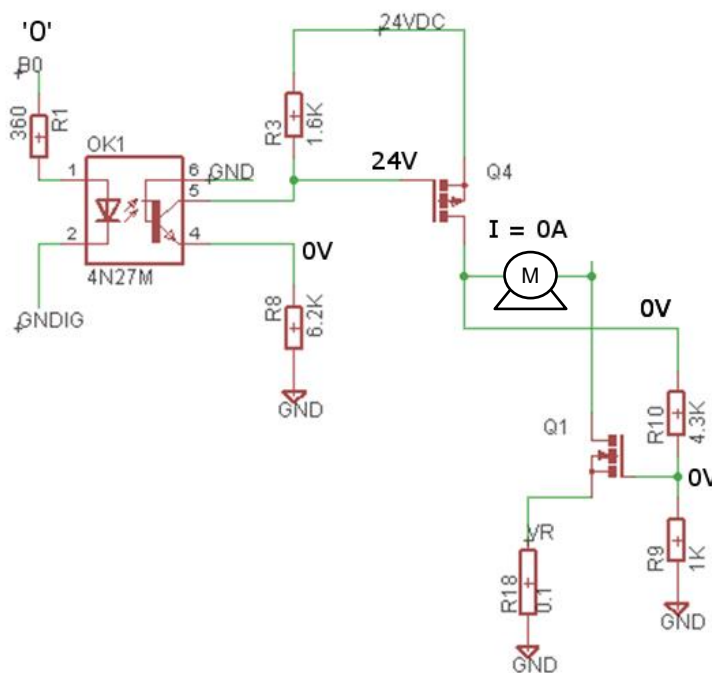 '0'
B0
360
R1
OK1
1
2
6
5
4
GND
4N27M
GNDIG
24VDC
R3
1.6K
24V
Q4
0V
R8
6.2K
GND
I = 0A
M
0V
R10
4.3K
Q1
0V
R9
1K
GND
VR
R18
0.1
GND